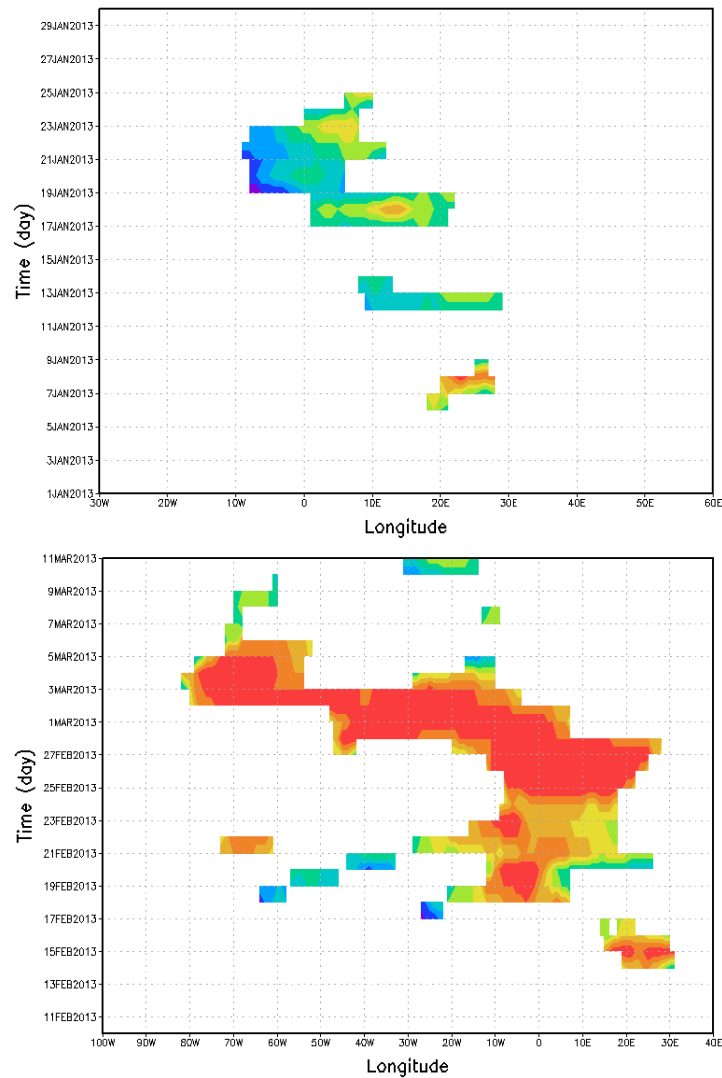 29JAN2013
27JAN2013
25JAN2013
23JAN2013
21JAN2013
19JAN2013
17JAN2013
15JAN2013
13JAN2013
11JAN2013
9JAN2013
7JAN2013
5JAN2013
3JAN2013
1JAN2013
Time (day)
30W 20W 10W 0 10E 20E 30E 40E 50E 60E
Longitude
11MAR2013
9MAR2013
7MAR2013
5MAR2013
3MAR2013
1MAR2013
27FEB2013
25FEB2013
23FEB2013
21FEB2013
19FEB2013
17FEB2013
15FEB2013
13FEB2013
11FEB2013
Time (day)
100W 90W 80W 70W 60W 50W 40W 30W 20W 10W 0 10E 20E 30E 40E
Longitude